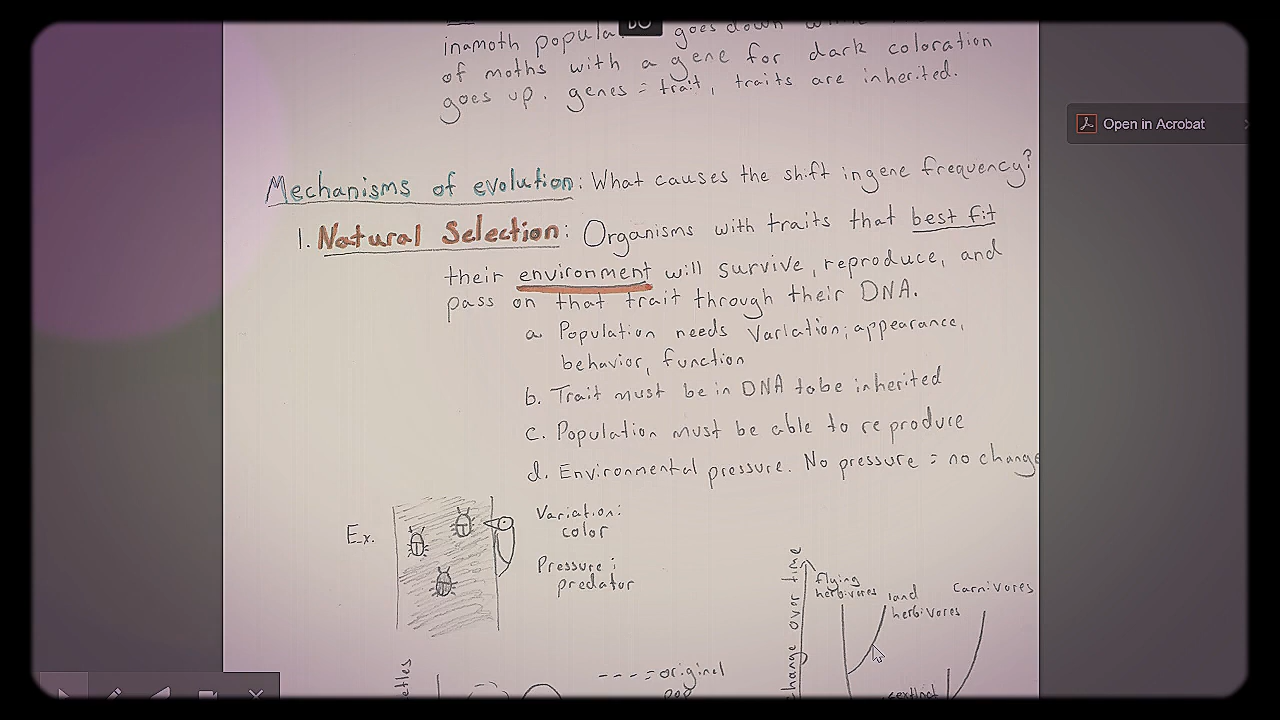 inamoth popula goes down
of moths with a gene for dark coloration
goes up. genes = trait, traits are inherited.
Open in Acrobat
Mechanisms of evolution: What causes the shift in gene frequency?
1. Natural Selection: Organisms with traits that best fit
their environment will survive, reproduce, and
pass on that trait through their DNA.
a. Population needs variation; appearance,
behavior, function
b. Trait must be in DNA to be inherited
c. Population must be able to reproduce
d. Environmental pressure. No pressure = no change
Ex.
Variation:
color
Pressure:
predator
change over time
flying
herbivores
land
herbivores
Carnivores
extinct
etles
---- = original
pop